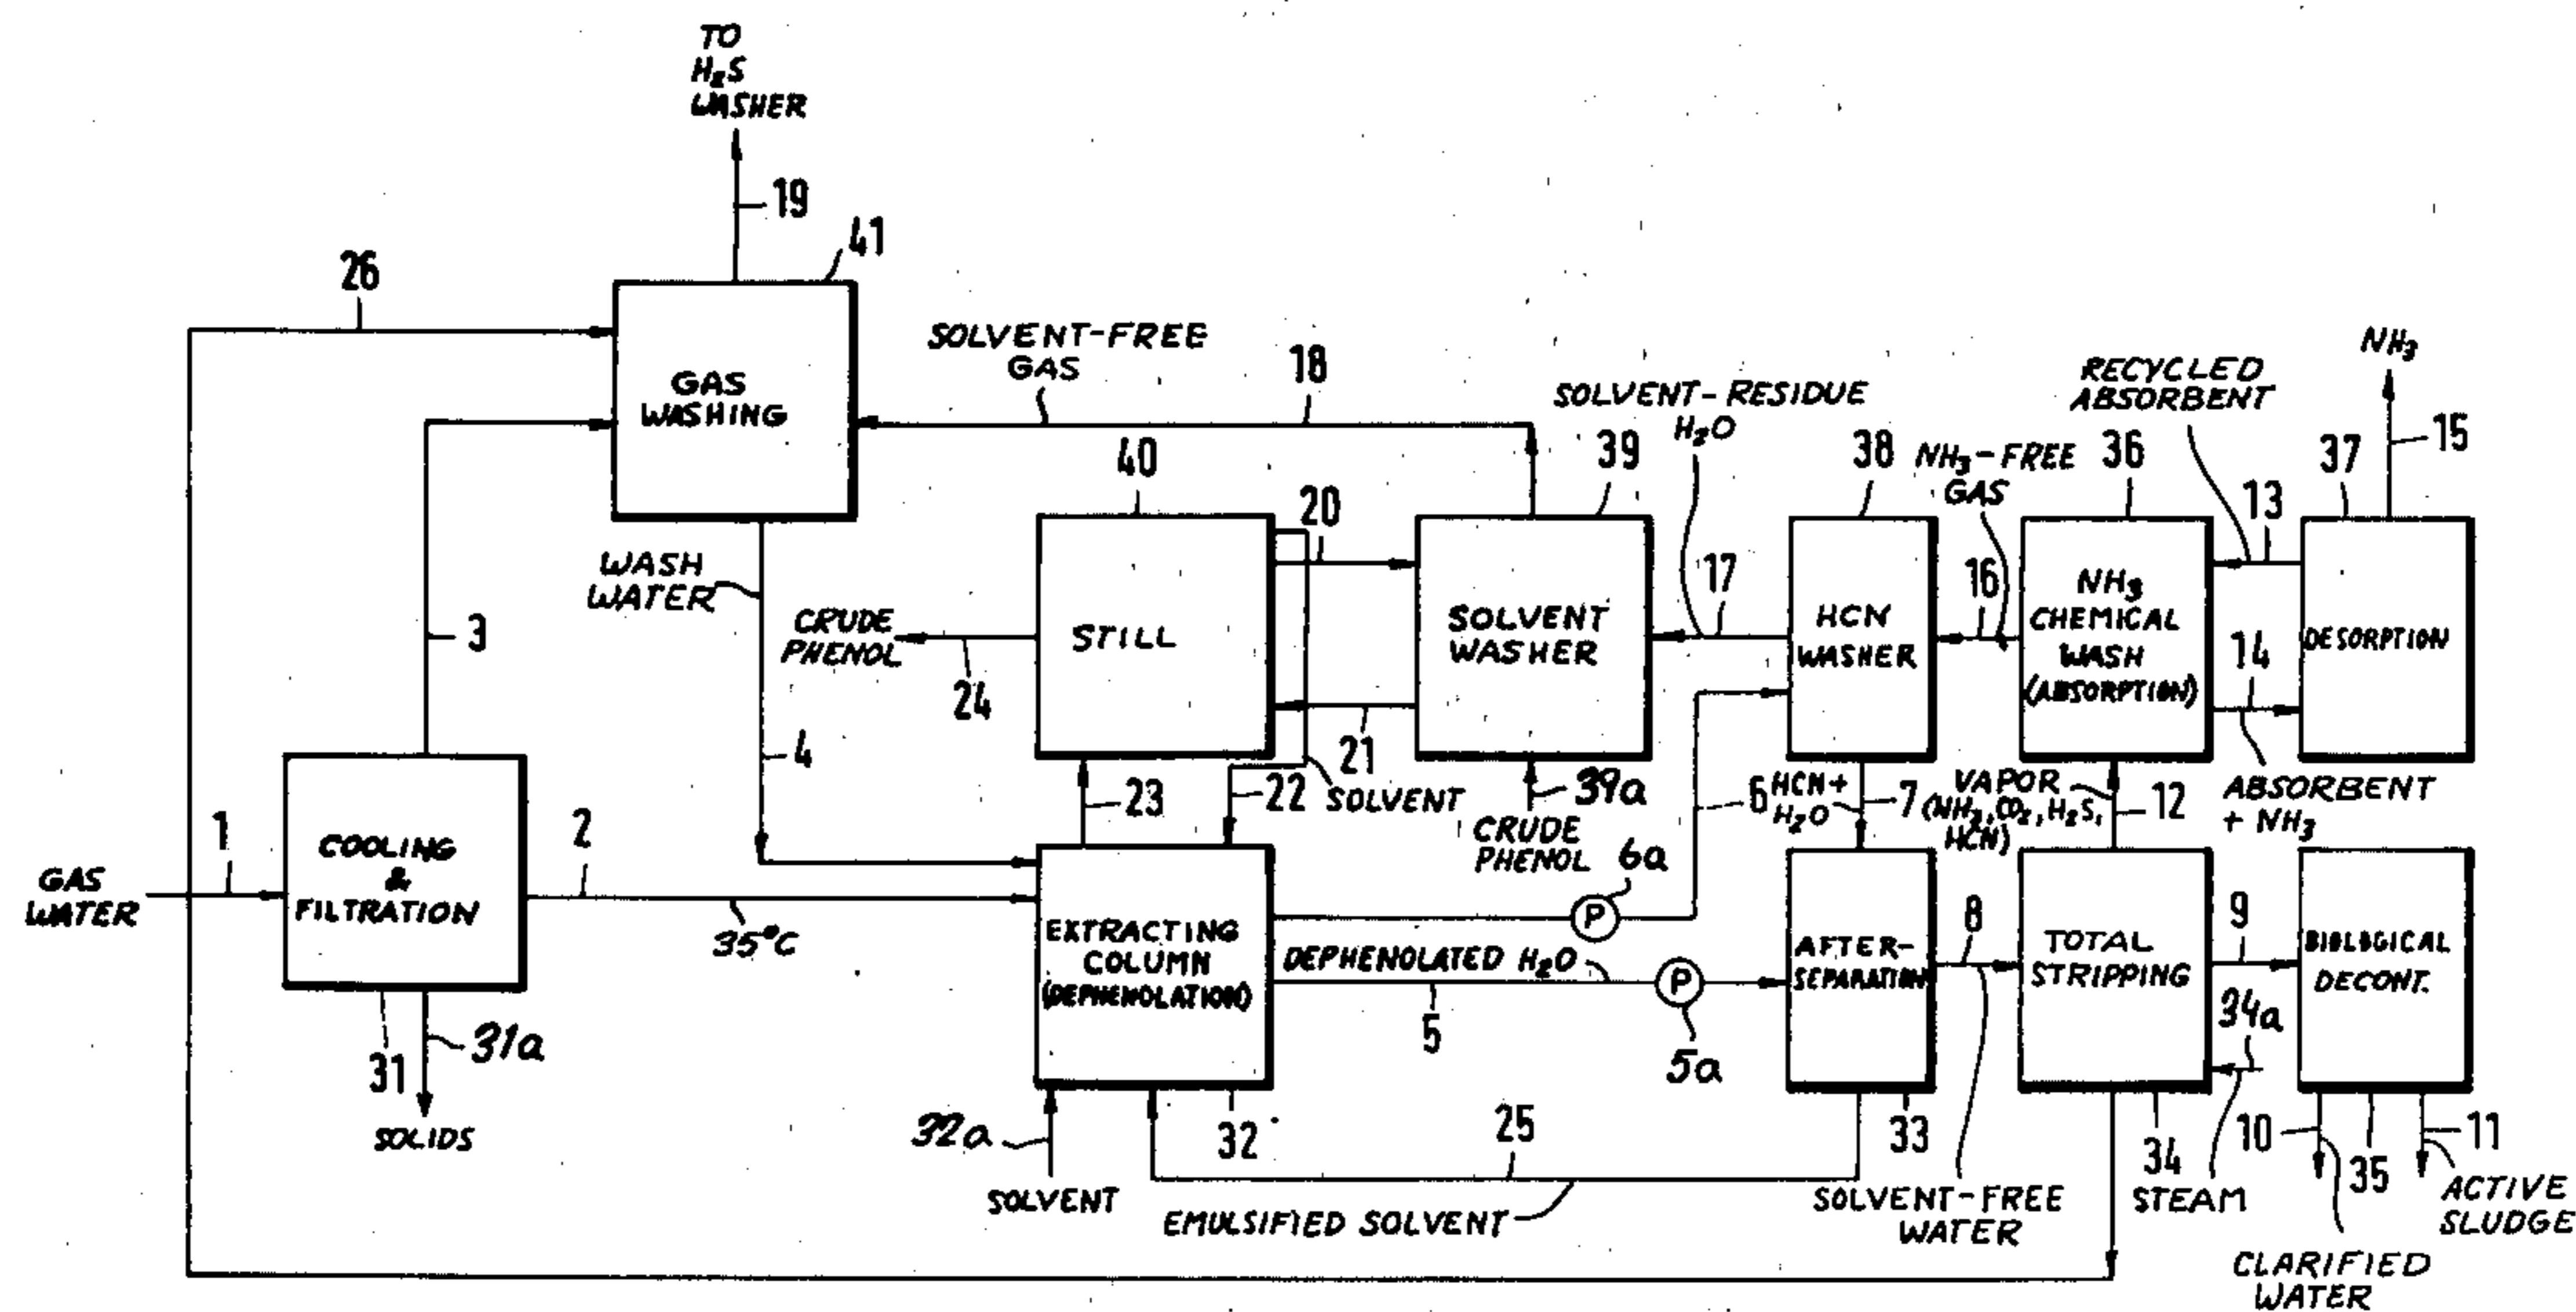 TO
H₂S
WASHER
19
41
26
GAS
WASHING
SOLVENT-FREE
GAS
18
SOLVENT-RESIDUE
H₂O
RECYCLED
ABSORBENT
NH₃
15
40
39
38
NH₃-FREE
GAS
36
37
13
20
WASH
WATER
CRUDE
PHENOL
24
STILL
SOLVENT
WASHER
17
HCN
WASHER
16
NH₃
CHEMICAL
WASH
(ABSORPTION)
14
DESORPTION
3
4
21
23
22
SOLVENT
39a
CRUDE
PHENOL
6
HCN+
H₂O
7
VAPOR
(NH₃, CO₂, H₂S,
HCN)
12
ABSORBENT
+ NH₃
GAS
WATER
1
COOLING
&
FILTRATION
2
35°C
6a
EXTRACTING
COLUMN
(DEPHENOLATION)
DEPHENOLATED H₂O
P
P
5
5a
AFTER-
SEPARATION
8
TOTAL
STRIPPING
9
BIOLOGICAL
DECONT.
34a
31
31a
SOLIDS
32a
SOLVENT
32
25
EMULSIFIED SOLVENT
33
SOLVENT-FREE
WATER
34
STEAM
10
35
11
ACTIVE
SLUDGE
CLARIFIED
WATER